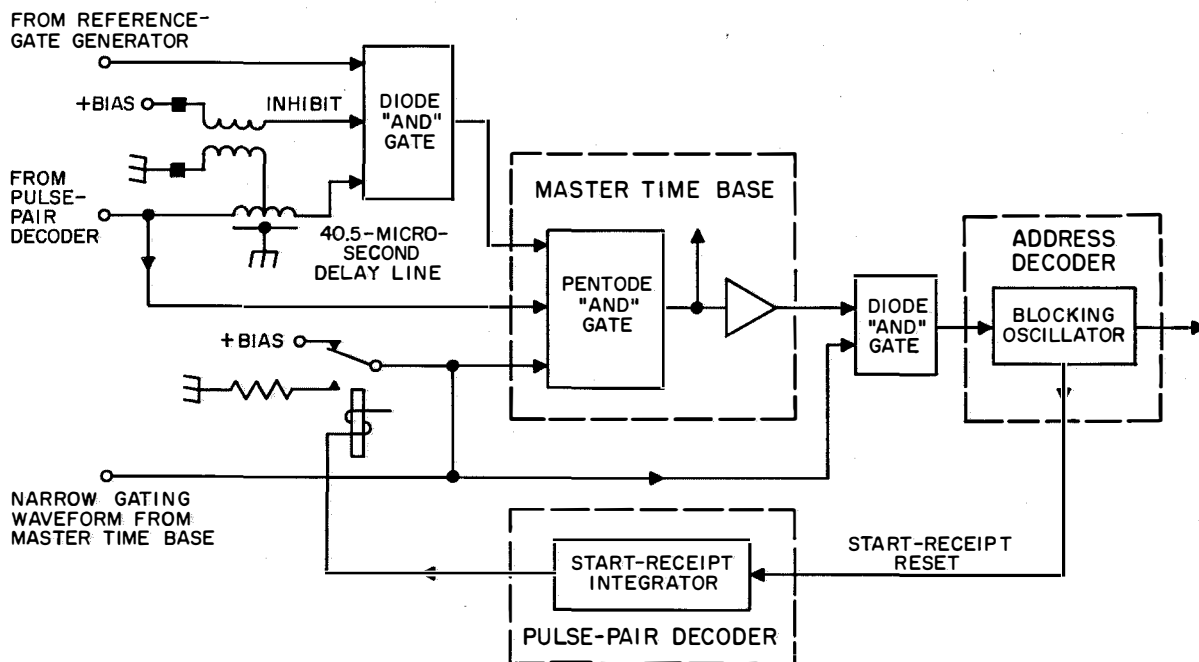 FROM REFERENCE-
GATE GENERATOR
+BIAS
INHIBIT
DIODE
"AND"
GATE
FROM
PULSE-
PAIR
DECODER
40.5-MICRO-
SECOND
DELAY LINE
MASTER TIME BASE
PENTODE
"AND"
GATE
+BIAS
DIODE
"AND"
GATE
ADDRESS
DECODER
BLOCKING
OSCILLATOR
NARROW GATING
WAVEFORM FROM
MASTER TIME BASE
START-RECEIPT
INTEGRATOR
START-RECEIPT
RESET
PULSE-PAIR DECODER